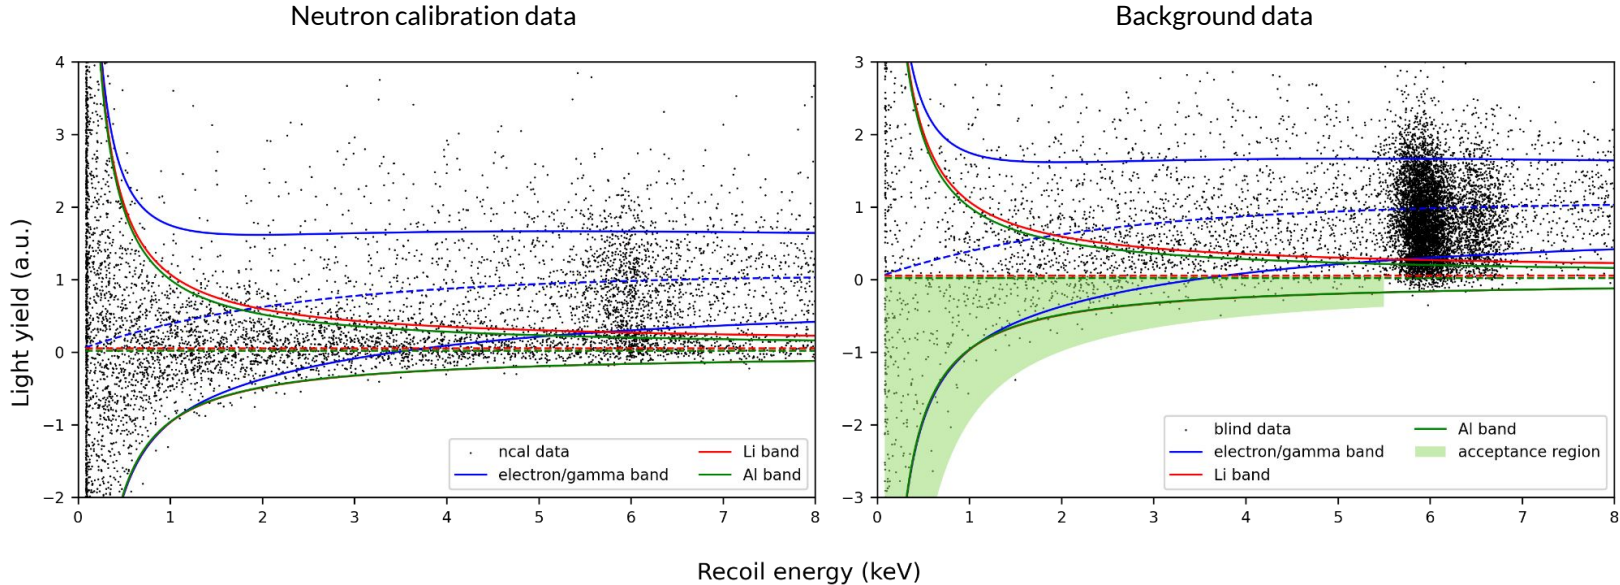 Neutron calibration data
Background data
Light yield (a.u.)
4
3
2
1
0
−1
−2
0 1 2 3 4 5 6 7 8
ncal data
electron/gamma band
Li band
Al band
3
2
1
0
−1
−2
−3
0 1 2 3 4 5 6 7 8
blind data
electron/gamma band
Li band
Al band
acceptance region
Recoil energy (keV)